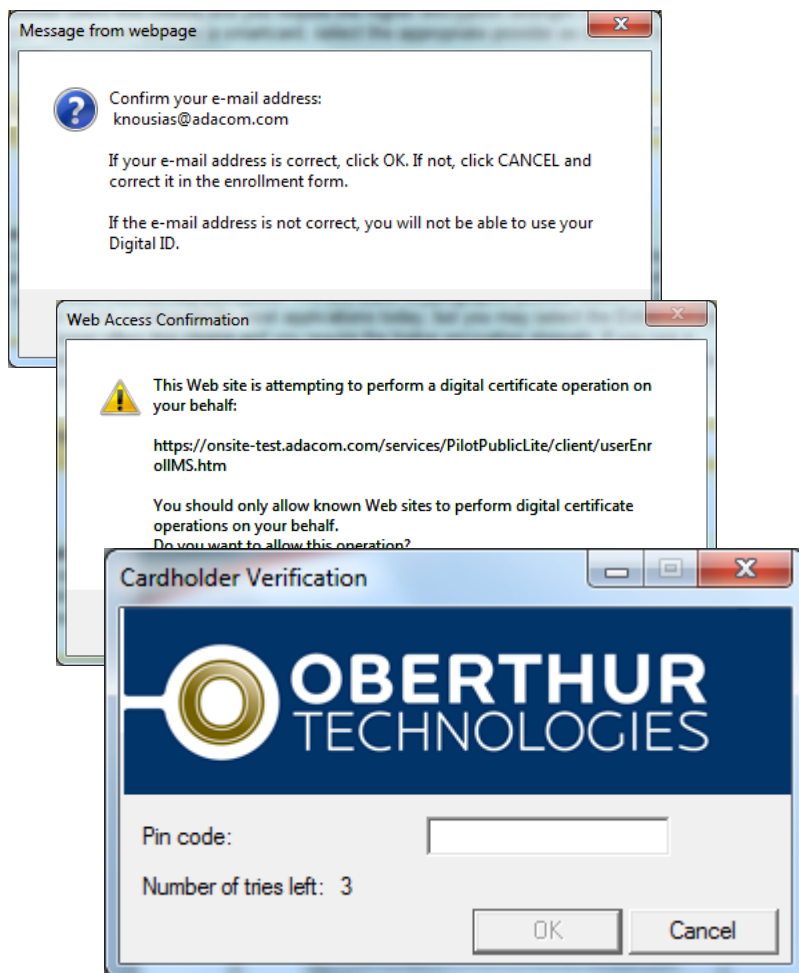 Message from webpage
Confirm your e-mail address:
knousias@adacom.com
If your e-mail address is correct, click OK. If not, click CANCEL and
correct it in the enrollment form.
If the e-mail address is not correct, you will not be able to use your
Digital ID.
Web Access Confirmation
This Web site is attempting to perform a digital certificate operation on
your behalf:
https://onsite-test.adacom.com/services/PilotPublicLite/client/userEnr
ollMS.htm
You should only allow known Web sites to perform digital certificate
operations on your behalf.
Do you want to allow this operation?
Cardholder Verification
OBERTHUR
TECHNOLOGIES
Pin code:
Number of tries left: 3
OK Cancel